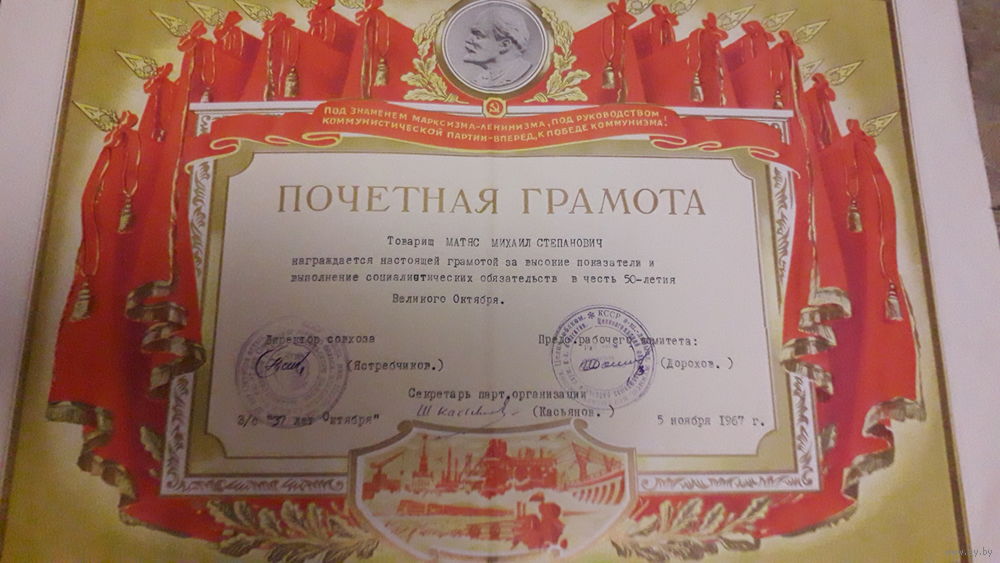 ПОД ЗНАМЕНЕМ МАРКСИЗМА-ЛЕНИНИЗМА, ПОД РУКОВОДСТВОМ
КОММУНИСТИЧЕСКОЙ ПАРТИИ-ВПЕРЕД, К ПОБЕДЕ КОММУНИЗМА!
ПОЧЕТНАЯ ГРАМОТА
Товарищ МАТЯС МИХАИЛ СТЕПАНОВИЧ
награждается настоящей грамотой за высокие показатели и
выполнение социалистических обязательств в честь 50-летия
Великого Октября.
Директор совхоза
Пред. рабочего комитета:
(Ястребчиков.)
(Дорохов.)
Секретарь парт.организации
(Касьянов.)
З/с "37 лет Октября"
5 ноября 1967 г.
КССР